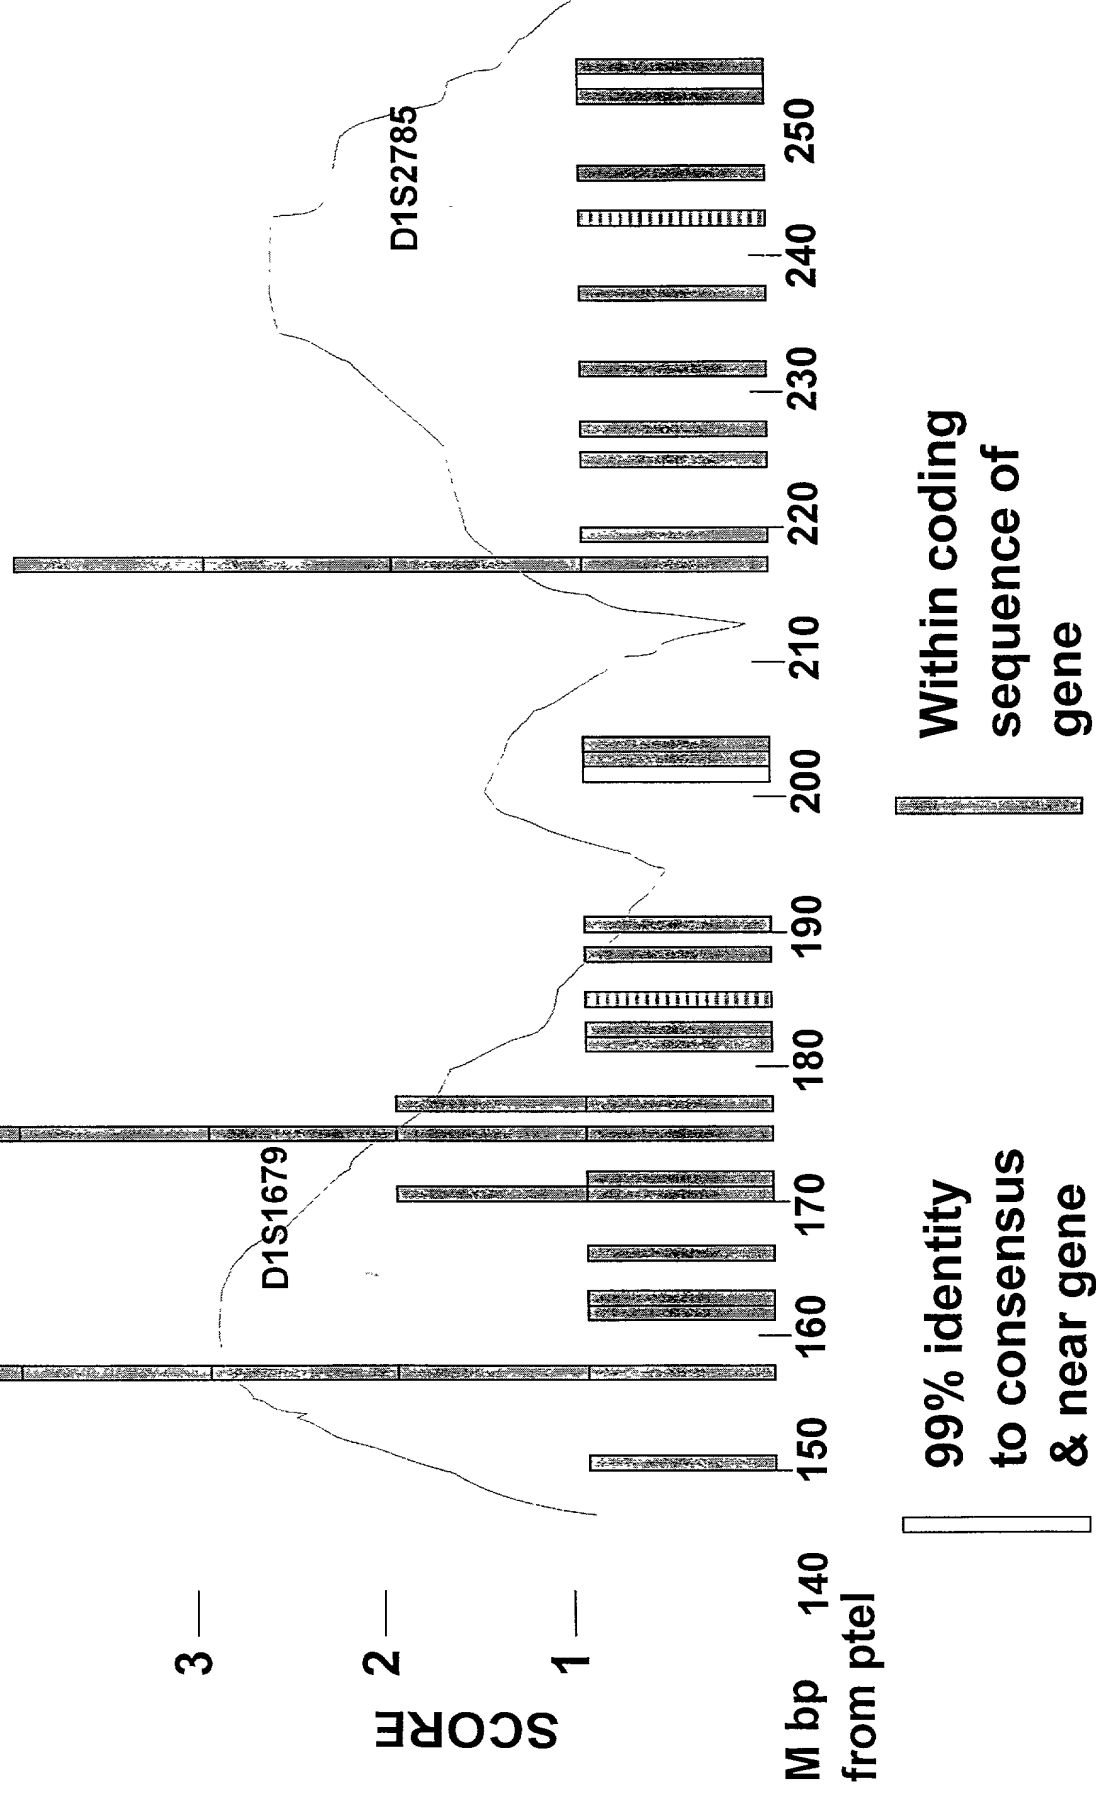 SCORE
3
2
1
D1S1679
D1S2785
M bp
from ptel
140
150
160
170
180
190
200
210
220
230
240
250
99% identity
to consensus
& near gene
Within coding
sequence of
gene